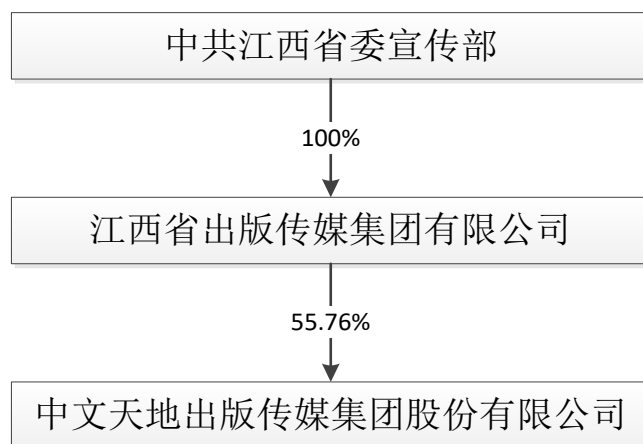 中共江西省委宣传部
100%
江西省出版传媒集团有限公司
55.76%
中文天地出版传媒集团股份有限公司